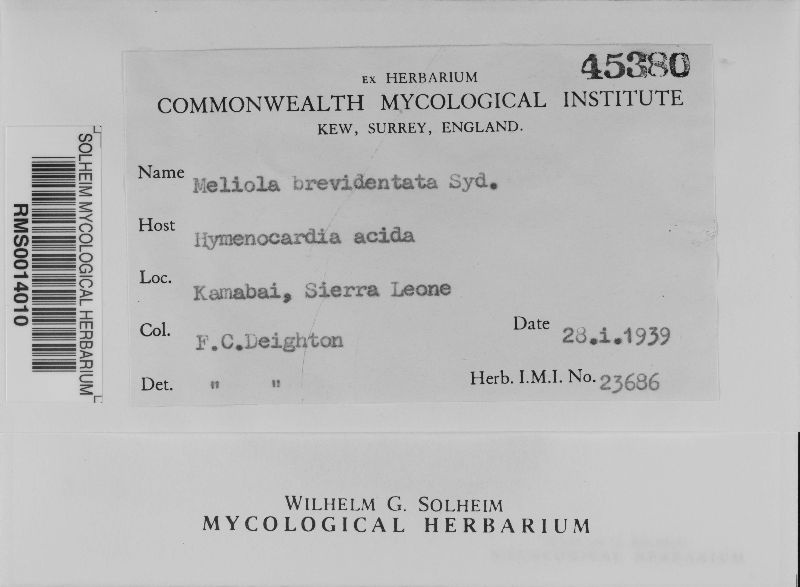 45380
EX HERBARIUM
COMMONWEALTH MYCOLOGICAL INSTITUTE
KEW, SURREY, ENGLAND.
Name Meliola brevidentata Syd.
Host Hymenocardia acida
Loc. Kamabai, Sierra Leone
Col. F.C.Deighton Date 28.i.1939
Det. " " Herb. I.M.I. No. 23686
SOLHEIM MYCOLOGICAL HERBARIUM
RMS0014010
WILHELM G. SOLHEIM
MYCOLOGICAL HERBARIUM